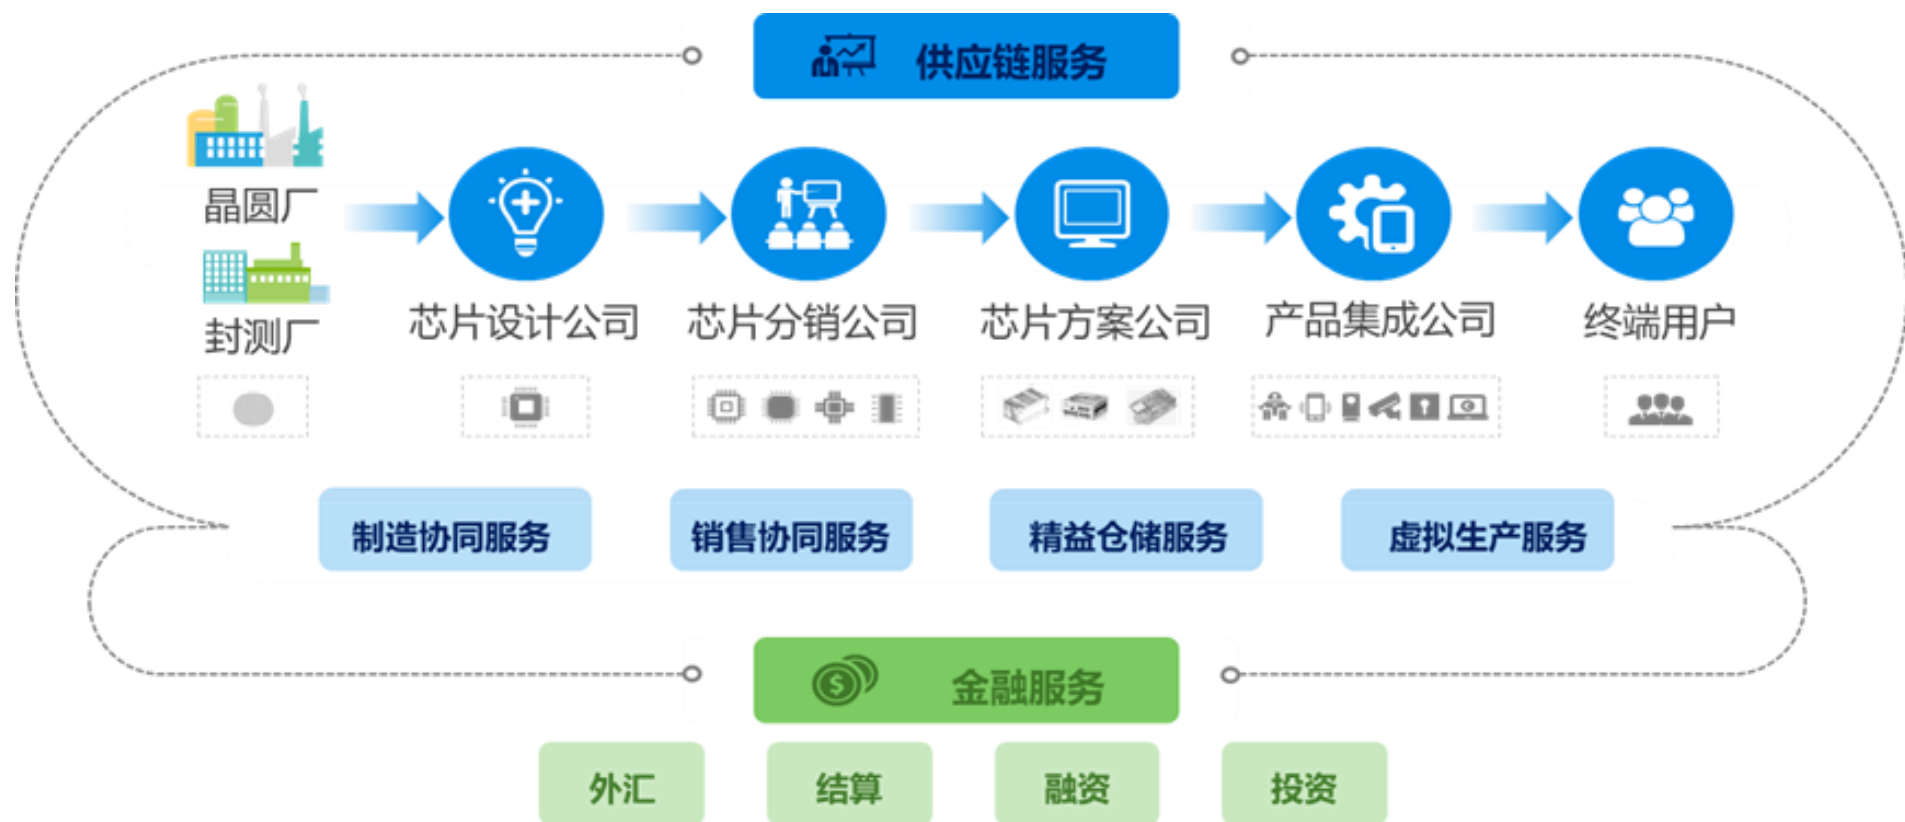 供应链服务
晶圆厂
封测厂
芯片设计公司
芯片分销公司
芯片方案公司
产品集成公司
终端用户
制造协同服务
销售协同服务
精益仓储服务
虚拟生产服务
金融服务
外汇
结算
融资
投资